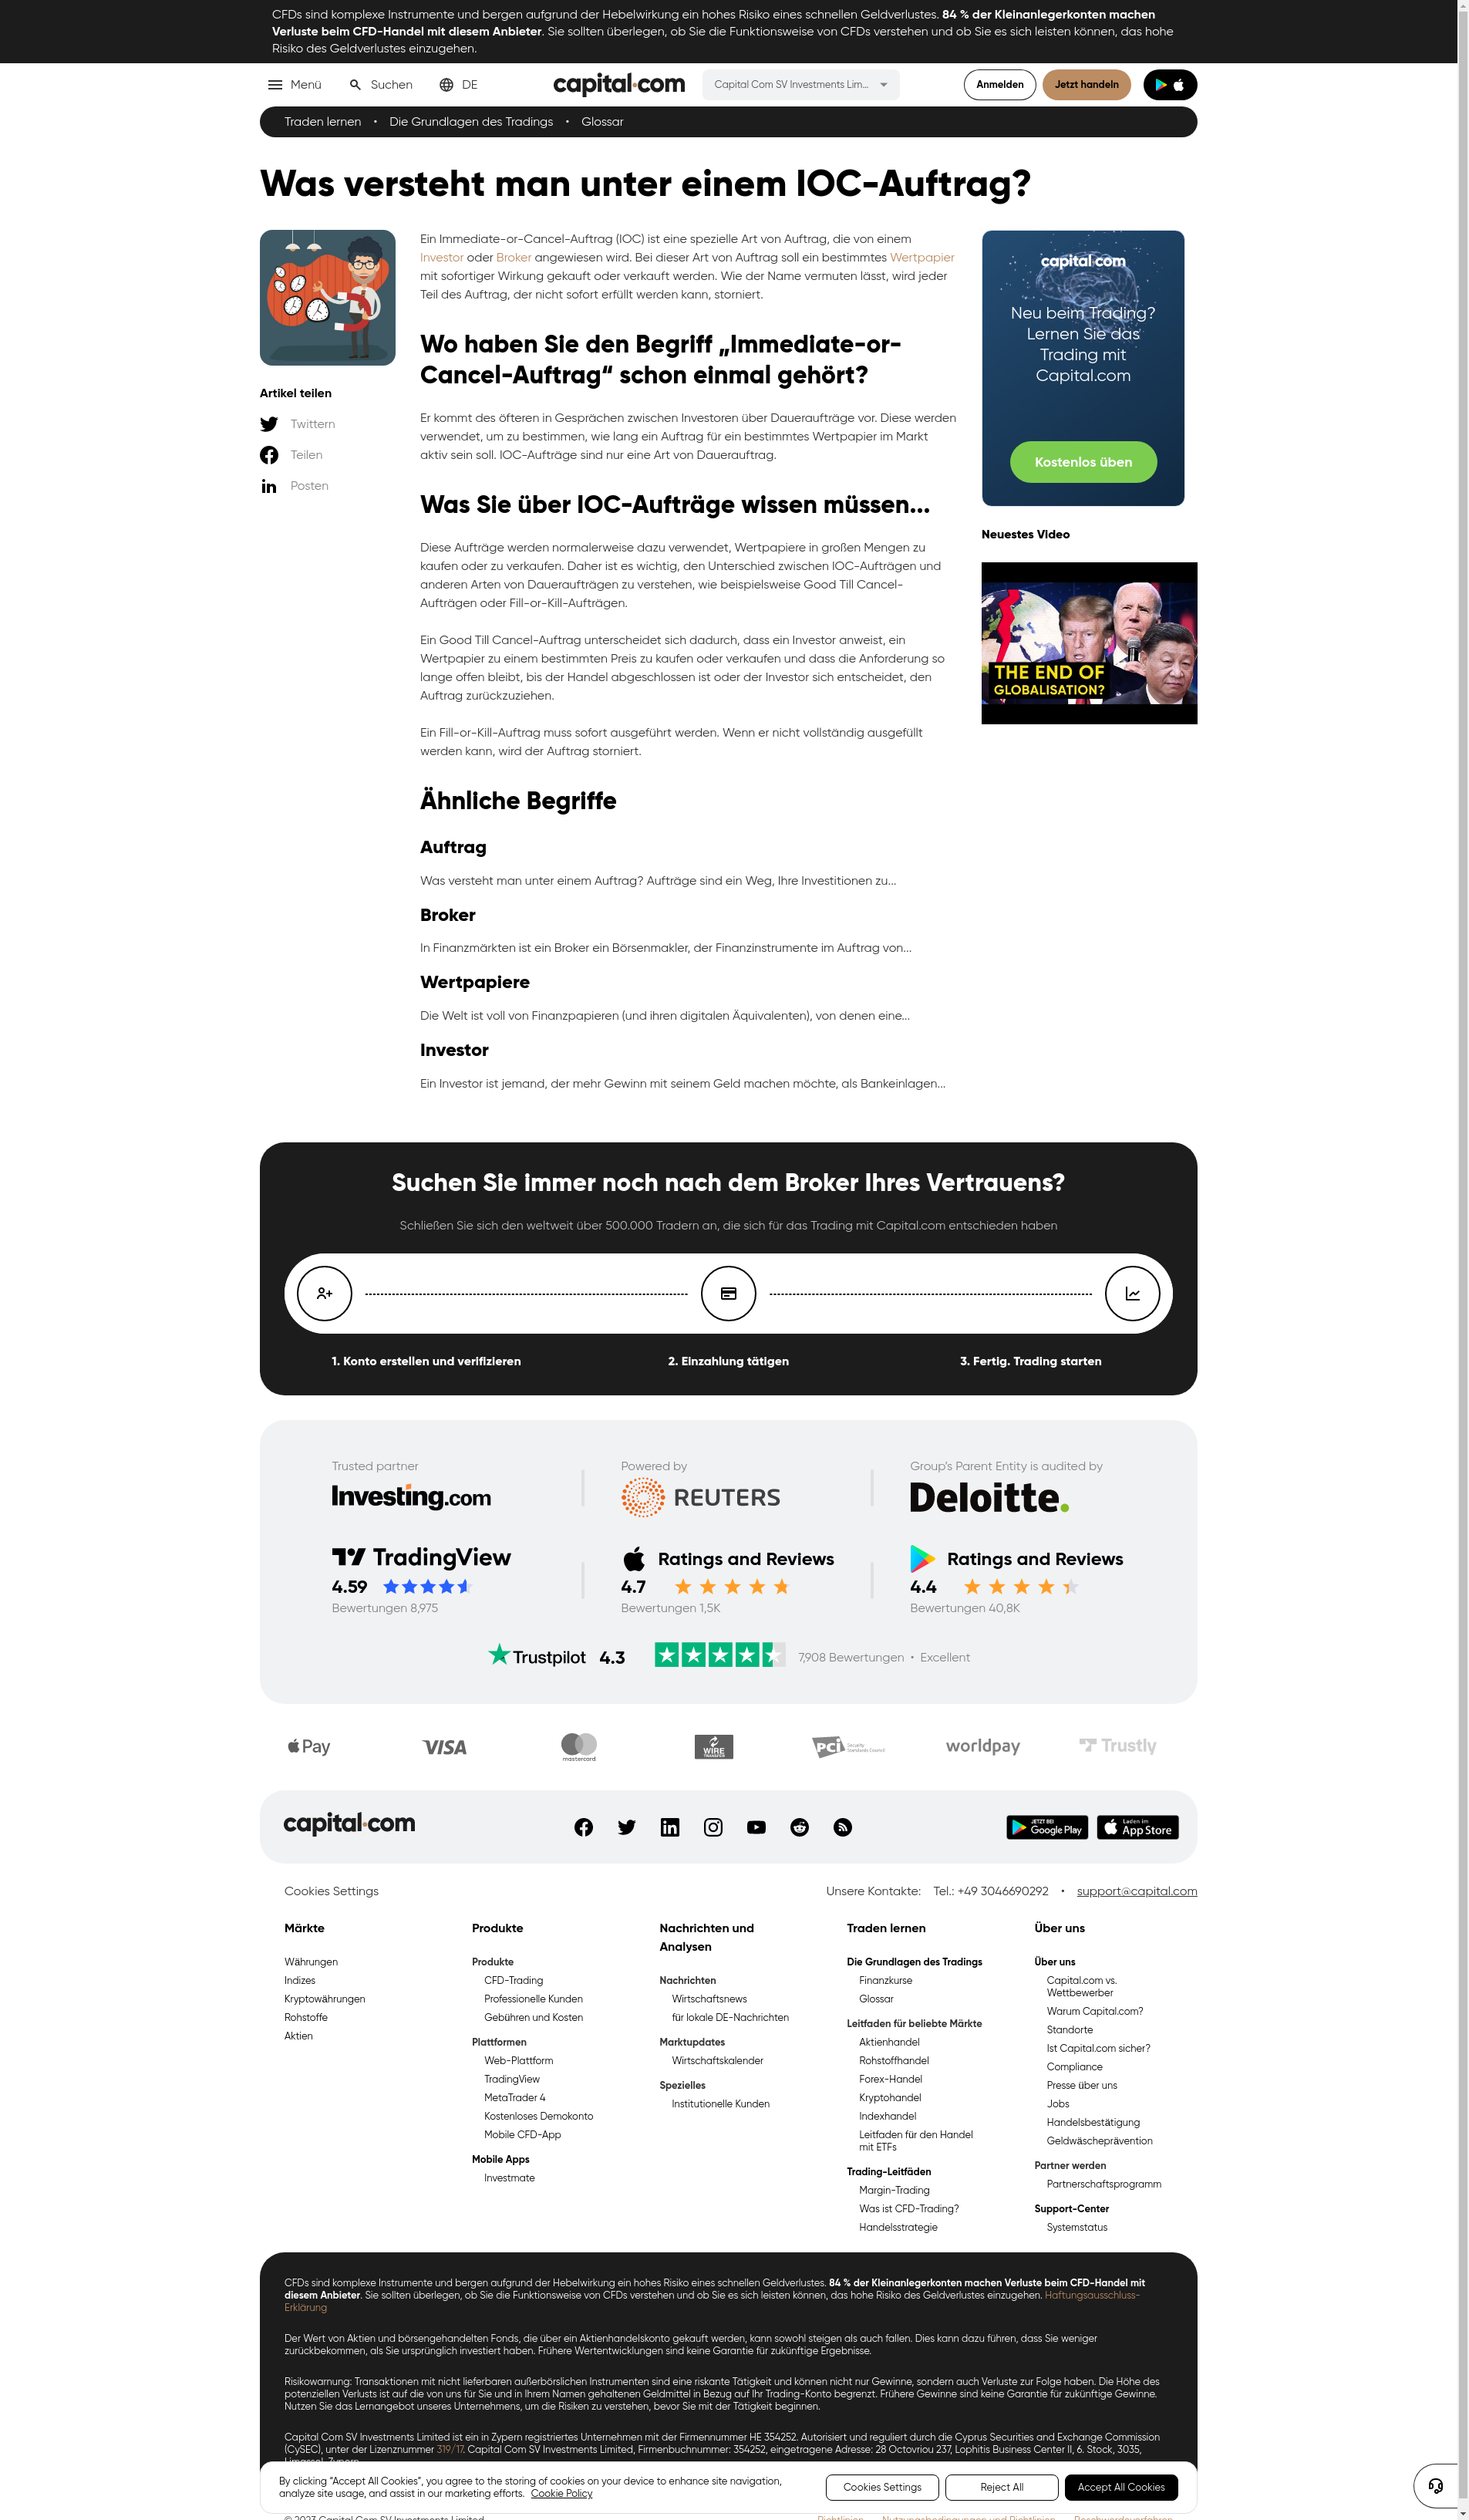 CFDs sind komplexe Instrumente und bergen aufgrund der Hebelwirkung ein hohes Risiko eines schnellen Geldverlustes. 84 % der Kleinanlegerkonten machen
Verluste beim CFD-Handel mit diesem Anbieter. Sie sollten überlegen, ob Sie die Funktionsweise von CFDs verstehen und ob Sie es sich leisten können, das hohe
Risiko des Geldverlustes einzugehen.
Menü
Suchen
DE
capital.com
Capital Com SV Investments Lim...
Anmelden
Jetzt handeln
Traden lernen • Die Grundlagen des Tradings • Glossar
Was versteht man unter einem IOC-Auftrag?
Artikel teilen
Twittern
Teilen
Posten
Ein Immediate-or-Cancel-Auftrag (IOC) ist eine spezielle Art von Auftrag, die von einem
Investor oder Broker angewiesen wird. Bei dieser Art von Auftrag soll ein bestimmtes Wertpapier
mit sofortiger Wirkung gekauft oder verkauft werden. Wie der Name vermuten lässt, wird jeder
Teil des Auftrag, der nicht sofort erfüllt werden kann, storniert.
Wo haben Sie den Begriff „Immediate-or-
Cancel-Auftrag“ schon einmal gehört?
Er kommt des öfteren in Gesprächen zwischen Investoren über Daueraufträge vor. Diese werden
verwendet, um zu bestimmen, wie lang ein Auftrag für ein bestimmtes Wertpapier im Markt
aktiv sein soll. IOC-Aufträge sind nur eine Art von Dauerauftrag.
Was Sie über IOC-Aufträge wissen müssen...
Diese Aufträge werden normalerweise dazu verwendet, Wertpapiere in großen Mengen zu
kaufen oder zu verkaufen. Daher ist es wichtig, den Unterschied zwischen IOC-Aufträgen und
anderen Arten von Daueraufträgen zu verstehen, wie beispielsweise Good Till Cancel-
Aufträgen oder Fill-or-Kill-Aufträgen.
Ein Good Till Cancel-Auftrag unterscheidet sich dadurch, dass ein Investor anweist, ein
Wertpapier zu einem bestimmten Preis zu kaufen oder verkaufen und dass die Anforderung so
lange offen bleibt, bis der Handel abgeschlossen ist oder der Investor sich entscheidet, den
Auftrag zurückzuziehen.
Ein Fill-or-Kill-Auftrag muss sofort ausgeführt werden. Wenn er nicht vollständig ausgefüllt
werden kann, wird der Auftrag storniert.
Ähnliche Begriffe
Auftrag
Was versteht man unter einem Auftrag? Aufträge sind ein Weg, Ihre Investitionen zu...
Broker
In Finanzmärkten ist ein Broker ein Börsenmakler, der Finanzinstrumente im Auftrag von...
Wertpapiere
Die Welt ist voll von Finanzpapieren (und ihren digitalen Äquivalenten), von denen eine...
Investor
Ein Investor ist jemand, der mehr Gewinn mit seinem Geld machen möchte, als Bankeinlagen...
capital.com
Neu beim Trading?
Lernen Sie das
Trading mit
Capital.com
Kostenlos üben
Neuestes Video
THE END OF
GLOBALISATION?
Suchen Sie immer noch nach dem Broker Ihres Vertrauens?
Schließen Sie sich den weltweit über 500.000 Tradern an, die sich für das Trading mit Capital.com entschieden haben
1. Konto erstellen und verifizieren
2. Einzahlung tätigen
3. Fertig. Trading starten
Trusted partner
Investing.com
Powered by
REUTERS
Group's Parent Entity is audited by
Deloitte.
TradingView
4.59
Bewertungen 8,975
Ratings and Reviews
4.7
Bewertungen 1,5K
Ratings and Reviews
4.4
Bewertungen 40,8K
Trustpilot 4.3
7,908 Bewertungen • Excellent
Pay
VISA
mastercard
WIRE
TRANSFER
PCI Security
Standards Council
worldpay
Trustly
capital.com
JETZT BEI
Google Play
Laden im
App Store
Cookies Settings
Unsere Kontakte: Tel.: +49 3046690292 • support@capital.com
Märkte
Währungen
Indizes
Kryptowährungen
Rohstoffe
Aktien
Produkte
Produkte
CFD-Trading
Professionelle Kunden
Gebühren und Kosten
Plattformen
Web-Plattform
TradingView
MetaTrader 4
Kostenloses Demokonto
Mobile CFD-App
Mobile Apps
Investmate
Nachrichten und
Analysen
Nachrichten
Wirtschaftsnews
für lokale DE-Nachrichten
Marktupdates
Wirtschaftskalender
Spezielles
Institutionelle Kunden
Traden lernen
Die Grundlagen des Tradings
Finanzkurse
Glossar
Leitfaden für beliebte Märkte
Aktienhandel
Rohstoffhandel
Forex-Handel
Kryptohandel
Indexhandel
Leitfaden für den Handel
mit ETFs
Trading-Leitfäden
Margin-Trading
Was ist CFD-Trading?
Handelsstrategie
Über uns
Über uns
Capital.com vs.
Wettbewerber
Warum Capital.com?
Standorte
Ist Capital.com sicher?
Compliance
Presse über uns
Jobs
Handelsbestätigung
Geldwäscheprävention
Partner werden
Partnerschaftsprogramm
Support-Center
Systemstatus
CFDs sind komplexe Instrumente und bergen aufgrund der Hebelwirkung ein hohes Risiko eines schnellen Geldverlustes. 84 % der Kleinanlegerkonten machen Verluste beim CFD-Handel mit
diesem Anbieter. Sie sollten überlegen, ob Sie die Funktionsweise von CFDs verstehen und ob Sie es sich leisten können, das hohe Risiko des Geldverlustes einzugehen. Haftungsausschluss-
Erklärung
Der Wert von Aktien und börsengehandelten Fonds, die über ein Aktienhandelskonto gekauft werden, kann sowohl steigen als auch fallen. Dies kann dazu führen, dass Sie weniger
zurückbekommen, als Sie ursprünglich investiert haben. Frühere Wertentwicklungen sind keine Garantie für zukünftige Ergebnisse.
Risikowarnung: Transaktionen mit nicht lieferbaren außerbörslichen Instrumenten sind eine riskante Tätigkeit und können nicht nur Gewinne, sondern auch Verluste zur Folge haben. Die Höhe des
potenziellen Verlusts ist auf die von uns für Sie und in Ihrem Namen gehaltenen Geldmittel in Bezug auf Ihr Trading-Konto begrenzt. Frühere Gewinne sind keine Garantie für zukünftige Gewinne.
Nutzen Sie das Lernangebot unseres Unternehmens, um die Risiken zu verstehen, bevor Sie mit der Tätigkeit beginnen.
Capital Com SV Investments Limited ist ein in Zypern registriertes Unternehmen mit der Firmennummer HE 354252. Autorisiert und reguliert durch die Cyprus Securities and Exchange Commission
(CySEC), unter der Lizenznummer 319/17. Capital Com SV Investments Limited, Firmenbuchnummer: 354252, eingetragene Adresse: 28 Octovriou 237, Lophitis Business Center II, 6. Stock, 3035,
By clicking “Accept All Cookies”, you agree to the storing of cookies on your device to enhance site navigation,
analyze site usage, and assist in our marketing efforts. Cookie Policy
Cookies Settings
Reject All
Accept All Cookies